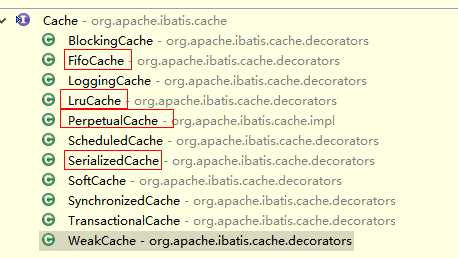 Cache - org.apache.ibatis.cache
BlockingCache - org.apache.ibatis.cache.decorators
FifoCache - org.apache.ibatis.cache.decorators
LoggingCache - org.apache.ibatis.cache.decorators
LruCache - org.apache.ibatis.cache.decorators
PerpetualCache - org.apache.ibatis.cache.impl
ScheduledCache - org.apache.ibatis.cache.decorators
SerializedCache - org.apache.ibatis.cache.decorators
SoftCache - org.apache.ibatis.cache.decorators
SynchronizedCache - org.apache.ibatis.cache.decorators
TransactionalCache - org.apache.ibatis.cache.decorators
WeakCache - org.apache.ibatis.cache.decorators